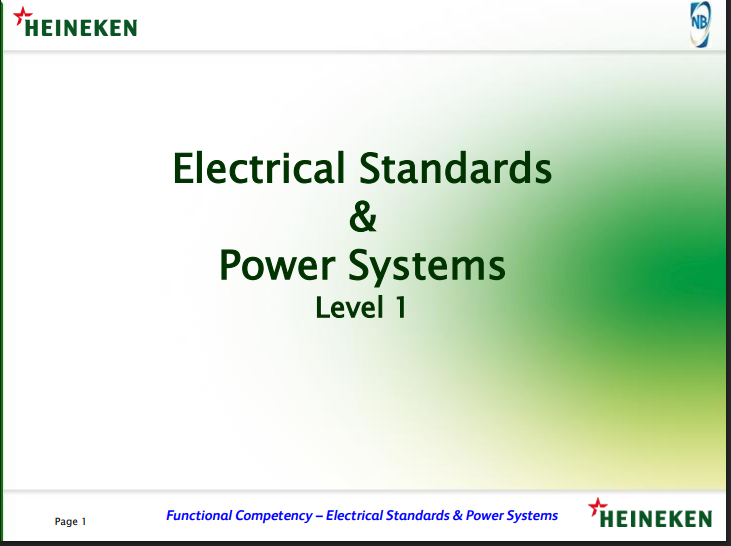 HEINEKEN
NB
Electrical Standards
&
Power Systems
Level 1
Page 1
Functional Competency – Electrical Standards & Power Systems
HEINEKEN